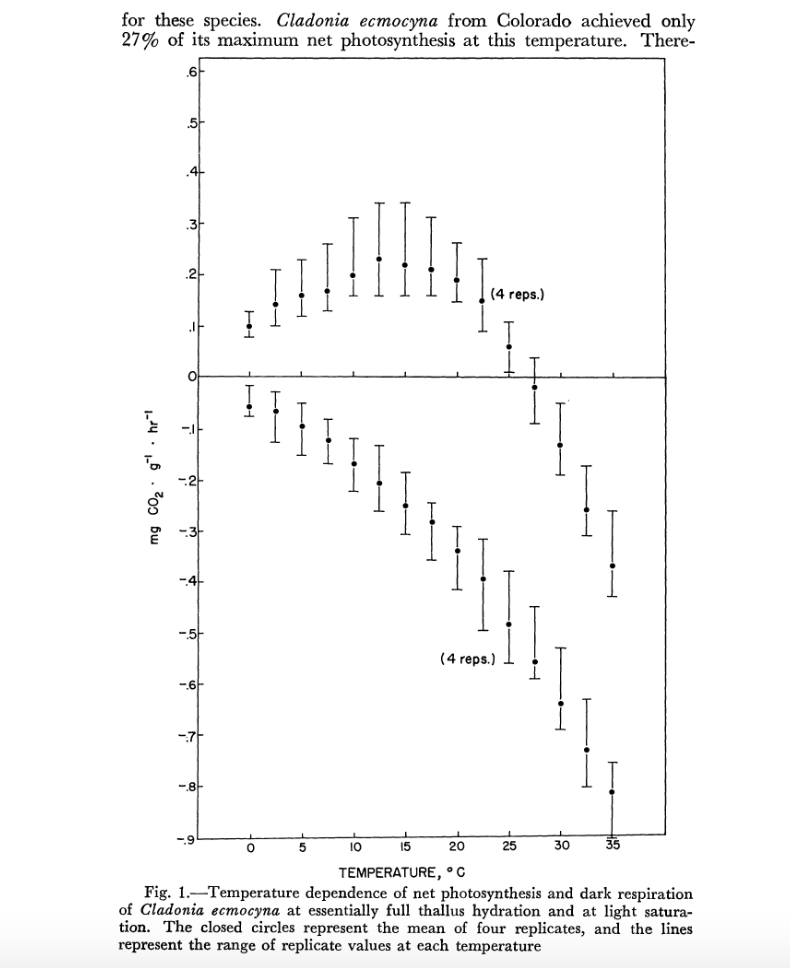 for these species. Cladonia ecmocyna from Colorado achieved only
27% of its maximum net photosynthesis at this temperature. There-
.6
.5
.4
.3
.2
.1
0
-.1
-.2
-.3
-.4
-.5
-.6
-.7
-.8
-.9
(4 reps.)
(4 reps.)
mg CO₂ · g⁻¹ · hr⁻¹
0 5 10 15 20 25 30 35
TEMPERATURE, °C
Fig. 1.—Temperature dependence of net photosynthesis and dark respiration
of Cladonia ecmocyna at essentially full thallus hydration and at light satura-
tion. The closed circles represent the mean of four replicates, and the lines
represent the range of replicate values at each temperature